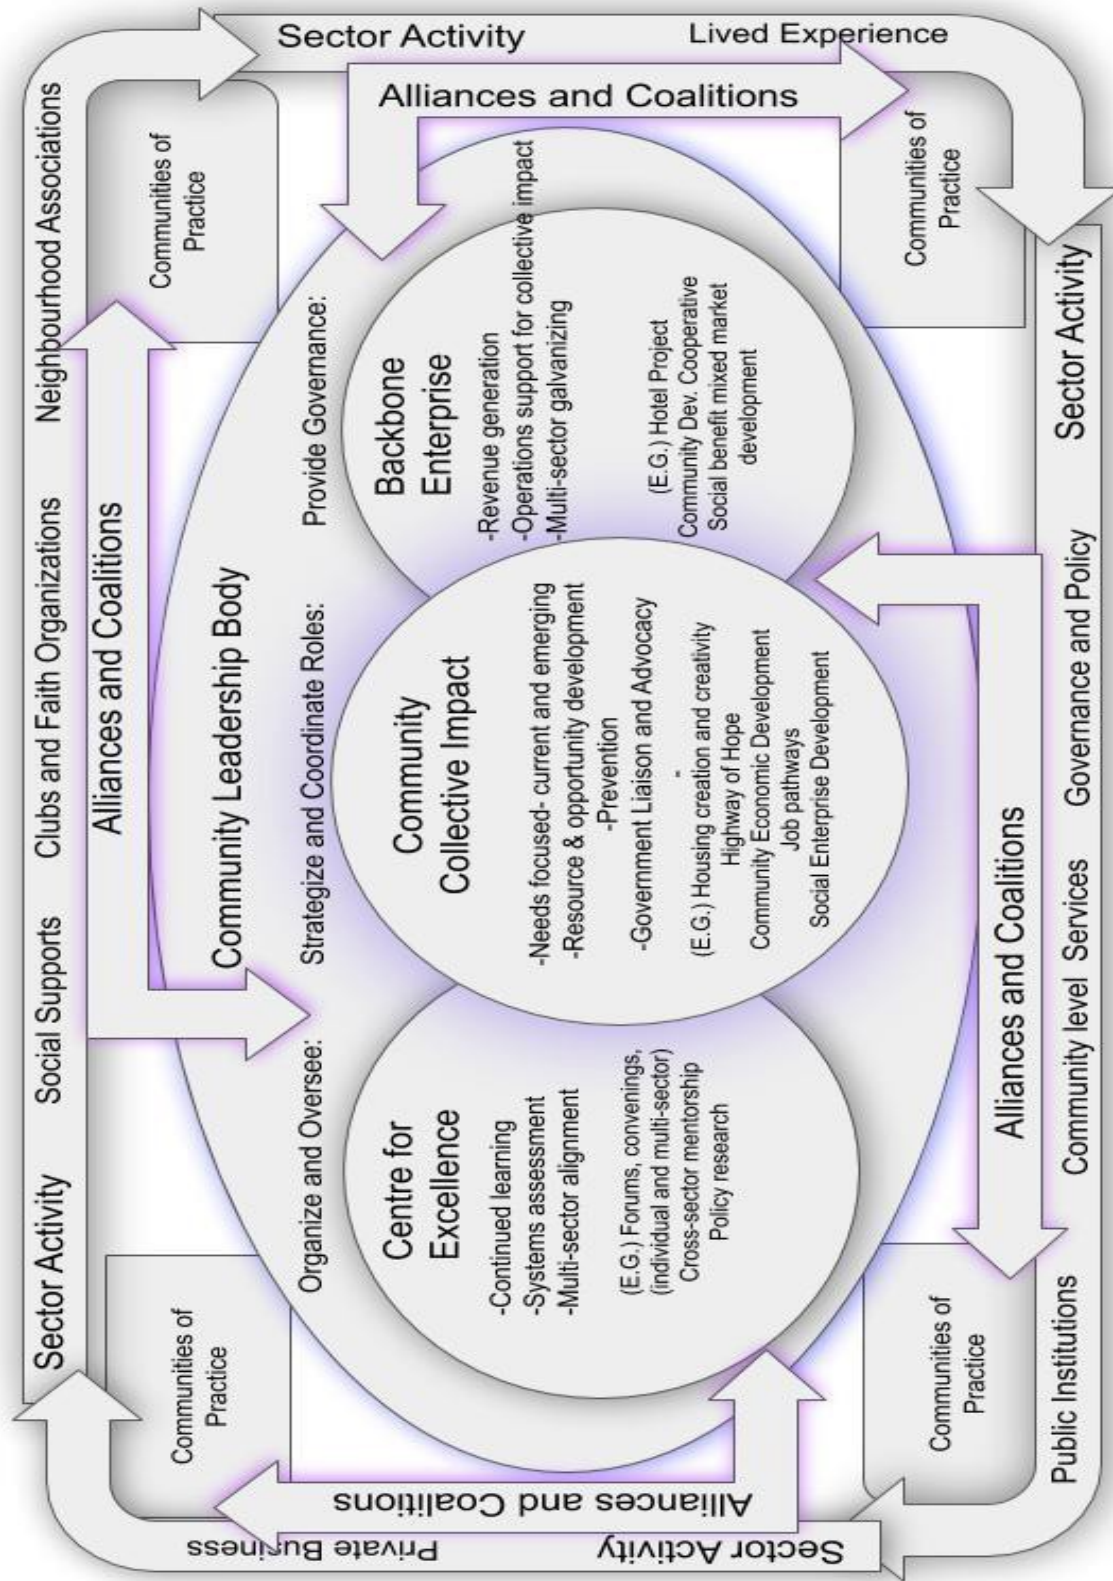 Sector Activity
Social Supports
Clubs and Faith Organizations
Neighbourhood Associations
Alliances and Coalitions
Communities of
Practice
Communities of
Practice
Sector Activity
Private Business
Alliances and Coalitions
Community Leadership Body
Organize and Oversee:
Strategize and Coordinate Roles:
Provide Governance:
Centre for
Excellence
-Continued learning
-Systems assessment
-Multi-sector alignment
(E.G.) Forums, convenings,
(individual and multi-sector)
Cross-sector mentorship
Policy research
Community
Collective Impact
-Needs focused- current and emerging
-Resource & opportunity development
-Prevention
-Government Liaison and Advocacy
-
(E.G.) Housing creation and creativity
Highway of Hope
Community Economic Development
Job pathways
Social Enterprise Development
Backbone
Enterprise
-Revenue generation
-Operations support for collective impact
-Multi-sector galvanizing
(E.G.) Hotel Project
Community Dev. Cooperative
Social benefit mixed market
development
Sector Activity
Lived Experience
Alliances and Coalitions
Communities of
Practice
Communities of
Practice
Alliances and Coalitions
Public Institutions
Community level Services
Governance and Policy
Sector Activity